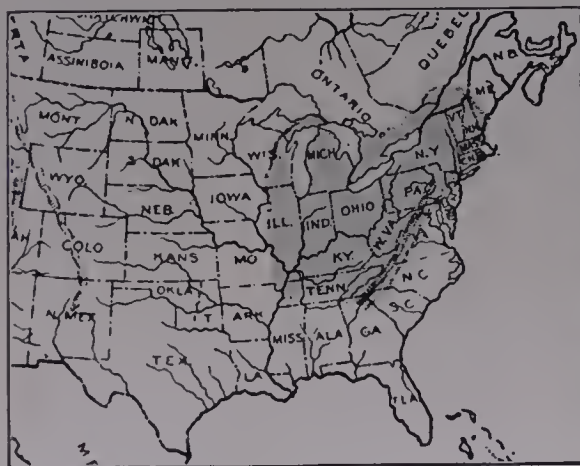 ASSINIBOIA
MAN.
ONTARIO
QUEBEC
N.B.
ME
MONT
N. DAK
MINN.
WIS.
MICH.
N.Y.
VT
S. DAK
WYO
IOWA
NEB
ILL.
IND
OHIO
PA.
W. VA
COLO
KANS
MO
KY.
N.C.
TENN
S.C.
OKLA
I T
ARK
N. MEX
MISS
ALA
GA
TEX
LA
FLA